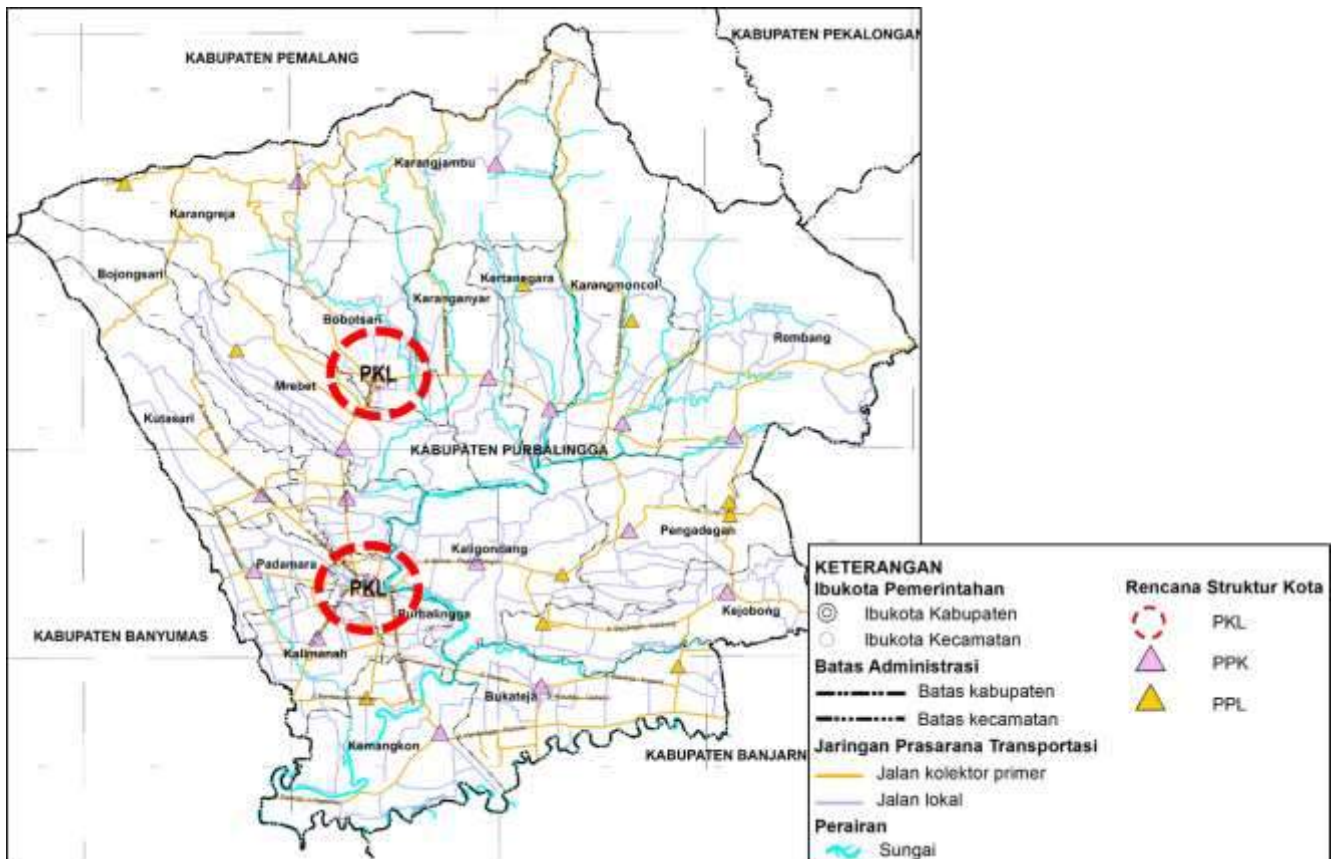 KABUPATEN PEKALONGAN
KABUPATEN PEMALANG
Karangjambu
Karangreja
Bojongsari
Kertanegara
Karangmoncol
Karanganyar
Bobotsari
Rembang
PKL
Mrebet
Kutasari
KABUPATEN PURBALINGGA
Pengadegan
Kaligondang
Padamara
PKL
Kejobong
Purbalingga
KABUPATEN BANYUMAS
Kalimanah
Bukateja
Kemangkon
KABUPATEN BANJARN
KETERANGAN
Ibukota Pemerintahan
Ibukota Kabupaten
Ibukota Kecamatan
Batas Administrasi
Batas kabupaten
Batas kecamatan
Jaringan Prasarana Transportasi
Jalan kolektor primer
Jalan lokal
Perairan
Sungai
Rencana Struktur Kota
PKL
PPK
PPL